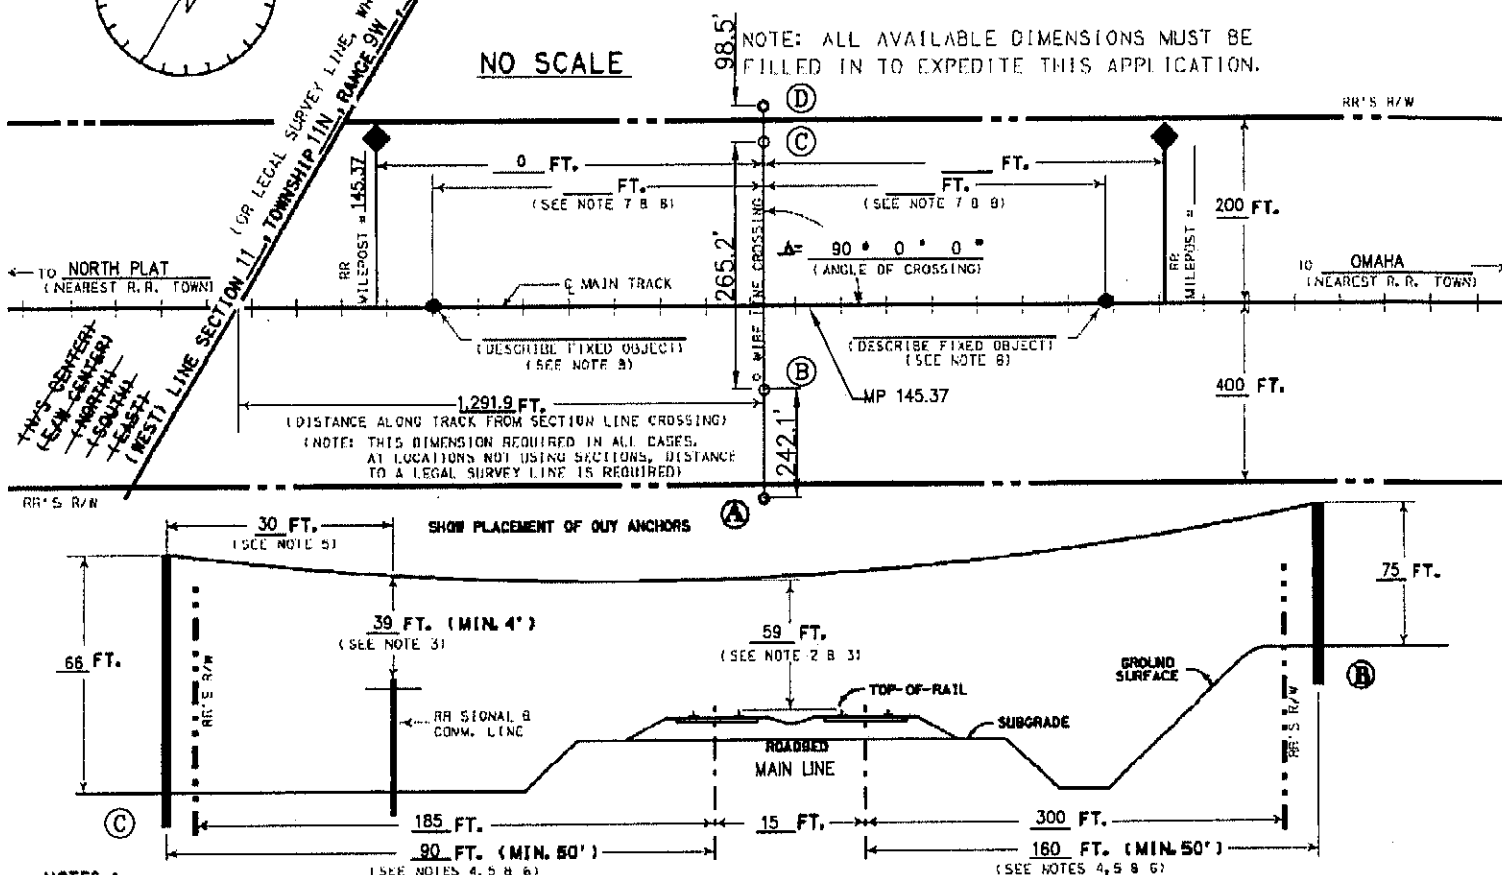 (OR LEGAL SURVEY LINE,
(WEST) LINE SECTION 11, TOWNSHIP 11N, RANGE 9W
(N/S CENTER)
(E/W CENTER)
(NORTH)
(SOUTH)
(EAST)
NO SCALE
98.5'
NOTE: ALL AVAILABLE DIMENSIONS MUST BE
FILLED IN TO EXPEDITE THIS APPLICATION.
D
RR'S R/W
C
0 FT.
FT.
FT.
(SEE NOTE 7 & 8)
FT.
(SEE NOTE 7 & 8)
200 FT.
RR
MILEPOST = 145.37
265.2'
WIRE LINE CROSSING
Δ= 90 ° 0 ' 0 "
(ANGLE OF CROSSING)
RR
MILEPOST =
TO NORTH PLAT
(NEAREST R.R. TOWN)
TO OMAHA
(NEAREST R.R. TOWN)
℄ MAIN TRACK
(DESCRIBE FIXED OBJECT)
(SEE NOTE 8)
(DESCRIBE FIXED OBJECT)
(SEE NOTE 8)
B
MP 145.37
400 FT.
1,291.9 FT.
(DISTANCE ALONG TRACK FROM SECTION LINE CROSSING)
(NOTE: THIS DIMENSION REQUIRED IN ALL CASES.
AT LOCATIONS NOT USING SECTIONS, DISTANCE
TO A LEGAL SURVEY LINE IS REQUIRED)
242.1'
RR'S R/W
A
30 FT.
(SEE NOTE 5)
SHOW PLACEMENT OF GUY ANCHORS
75 FT.
39 FT. (MIN. 4')
(SEE NOTE 3)
59 FT.
(SEE NOTE 2 & 3)
66 FT.
RR'S R/W
GROUND
SURFACE
B
TOP-OF-RAIL
RR SIGNAL &
COMM. LINE
SUBGRADE
ROADBED
MAIN LINE
RR'S R/W
C
185 FT.
15 FT.
300 FT.
90 FT. (MIN. 50')
(SEE NOTES 4, 5 & 6)
160 FT. (MIN. 50')
(SEE NOTES 4, 5 & 6)